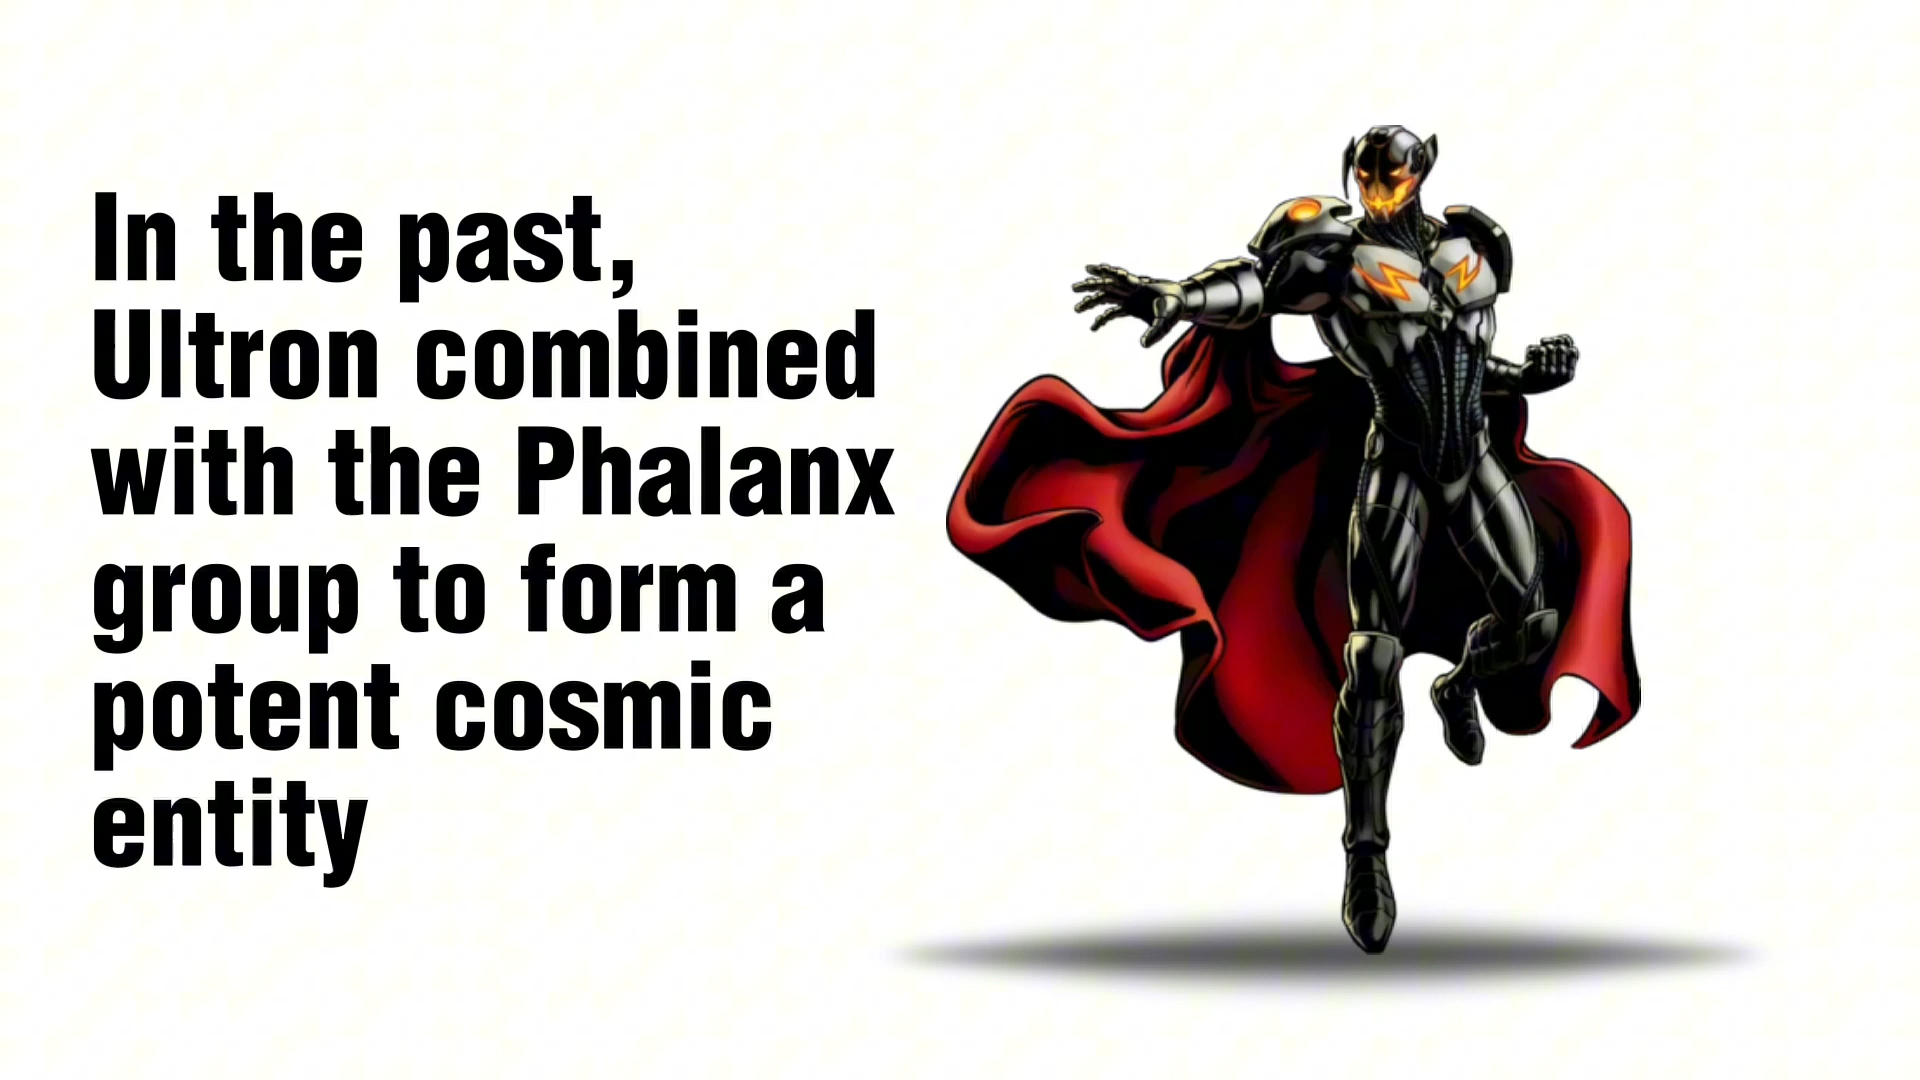 In the past,
Ultron combined
with the Phalanx
group to form a
potent cosmic
entity